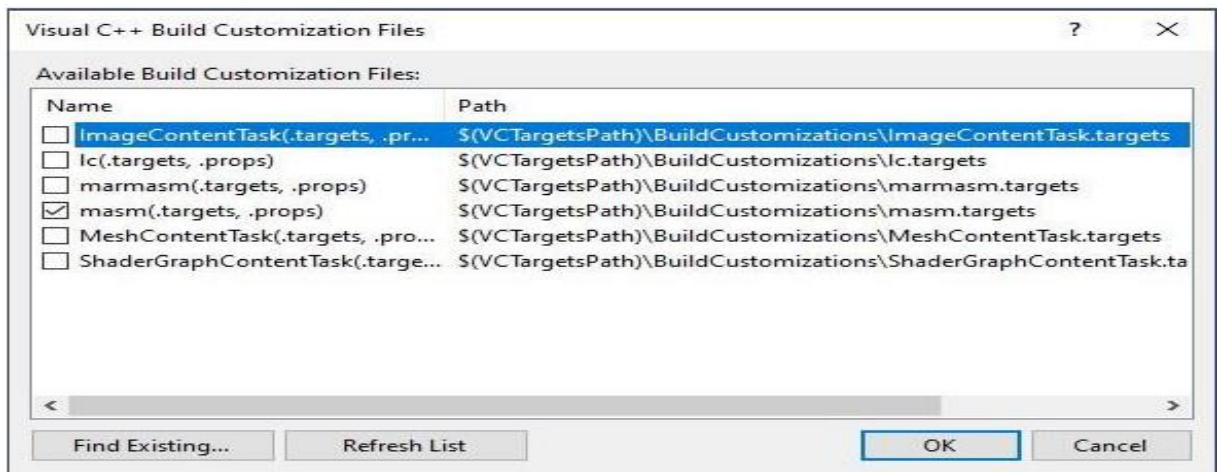 Visual C++ Build Customization Files ? ×
Available Build Customization Files:
Name Path
ImageContentTask(.targets, .pr... $(VCTargetsPath)\BuildCustomizations\ImageContentTask.targets
lc(.targets, .props) $(VCTargetsPath)\BuildCustomizations\lc.targets
marmasm(.targets, .props) $(VCTargetsPath)\BuildCustomizations\marmasm.targets
masm(.targets, .props) $(VCTargetsPath)\BuildCustomizations\masm.targets
MeshContentTask(.targets, .pro... $(VCTargetsPath)\BuildCustomizations\MeshContentTask.targets
ShaderGraphContentTask(.targe... $(VCTargetsPath)\BuildCustomizations\ShaderGraphContentTask.ta
Find Existing... Refresh List OK Cancel